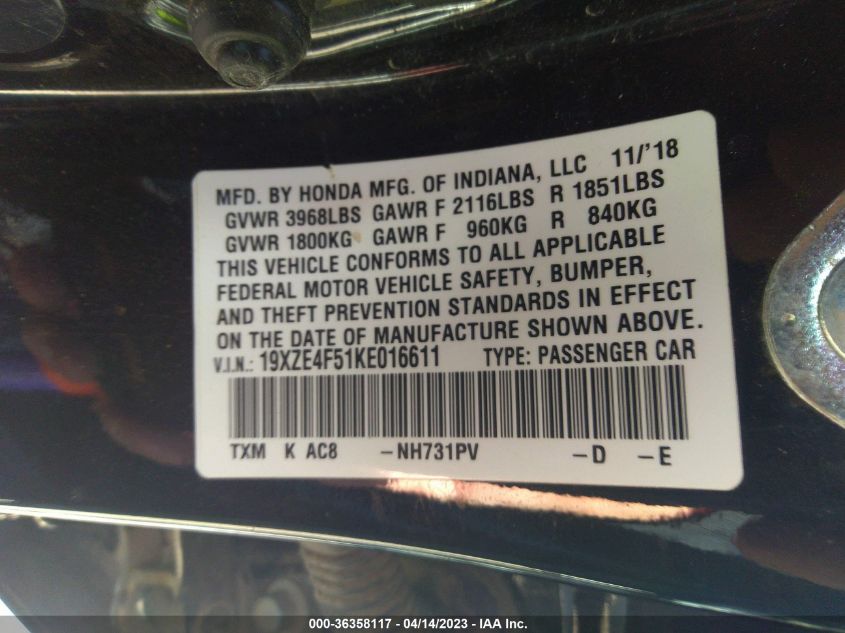 MFD. BY HONDA MFG. OF INDIANA, LLC 11/'18
GVWR 3968LBS GAWR F 2116LBS R 1851LBS
GVWR 1800KG GAWR F 960KG R 840KG
THIS VEHICLE CONFORMS TO ALL APPLICABLE
FEDERAL MOTOR VEHICLE SAFETY, BUMPER,
AND THEFT PREVENTION STANDARDS IN EFFECT
ON THE DATE OF MANUFACTURE SHOWN ABOVE.
V.I.N.: 19XZE4F51KE016611 TYPE: PASSENGER CAR
TXM K AC8 -NH731PV -D -E
000-36358117 - 04/14/2023 - IAA Inc.